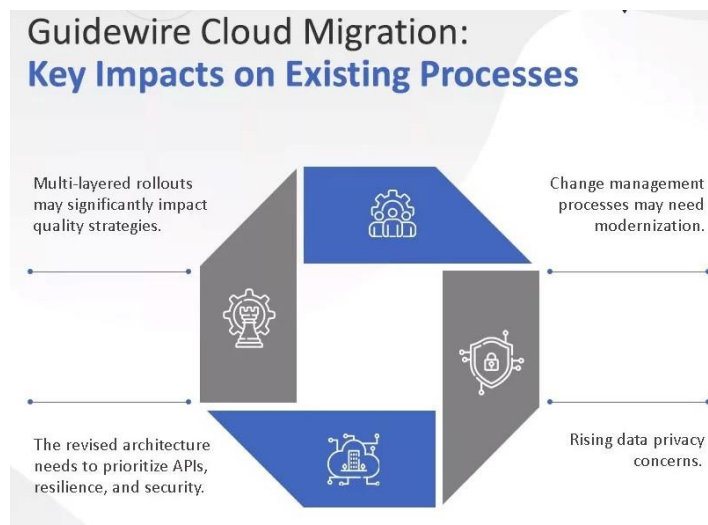 Guidewire Cloud Migration:
Key Impacts on Existing Processes
Multi-layered rollouts
may significantly impact
quality strategies.
Change management
processes may need
modernization.
The revised architecture
needs to prioritize APIs,
resilience, and security.
Rising data privacy
concerns.